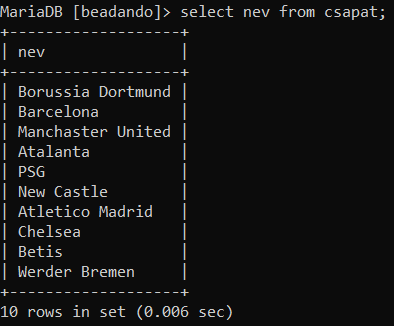 MariaDB [beadando]> select nev from csapat;
+-------------------+
| nev               |
+-------------------+
| Borussia Dortmund |
| Barcelona         |
| Manchaster United |
| Atalanta          |
| PSG               |
| New Castle        |
| Atletico Madrid   |
| Chelsea           |
| Betis             |
| Werder Bremen     |
+-------------------+
10 rows in set (0.006 sec)